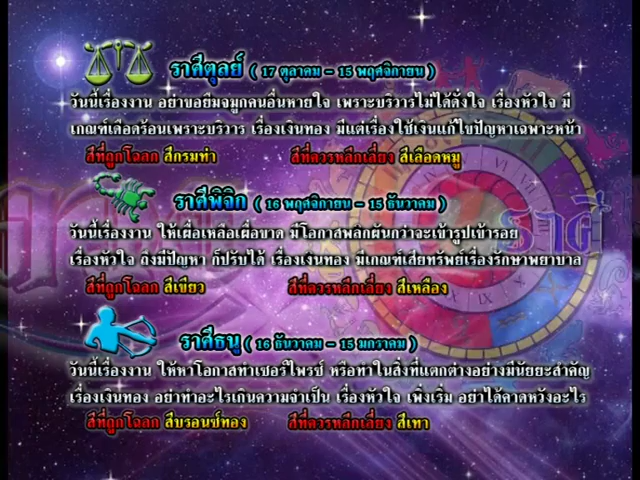 ราศีตุลย์ ( 17 ตุลาคม - 15 พฤศจิกายน )
วันนี้เรื่องงาน อย่าขอยืมจมูกคนอื่นหายใจ เพราะบริวารไม่ได้ดั่งใจ เรื่องหัวใจ มี
เกณฑ์เดือดร้อนเพราะบริวาร เรื่องเงินทอง มีแต่เรื่องใช้เงินแก้ไขปัญหาเฉพาะหน้า
สีที่ถูกโฉลก สีกรมท่า สีที่ควรหลีกเลี่ยง สีเลือดหมู
ราศีพิจิก ( 16 พฤศจิกายน - 15 ธันวาคม )
วันนี้เรื่องงาน ให้เผื่อเหลือเผื่อขาด มีโอกาสพลิกผันกว่าจะเข้ารูปเข้ารอย
เรื่องหัวใจ ถึงมีปัญหา ก็ปรับได้ เรื่องเงินทอง มีเกณฑ์เสียทรัพย์เรื่องรักษาพยาบาล
สีที่ถูกโฉลก สีเขียว สีที่ควรหลีกเลี่ยง สีเหลือง
ราศีธนู ( 16 ธันวาคม - 15 มกราคม )
วันนี้เรื่องงาน ให้หาโอกาสทำเซอร์ไพรซ์ หรือทำในสิ่งที่แตกต่างอย่างมีนัยยะสำคัญ
เรื่องเงินทอง อย่าทำอะไรเกินความจำเป็น เรื่องหัวใจ เพิ่งเริ่ม อย่าได้คาดหวังอะไร
สีที่ถูกโฉลก สีบรอนซ์ทอง สีที่ควรหลีกเลี่ยง สีเทา
ราศี